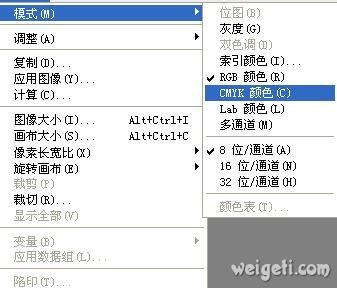 模式(M)
调整(A)
复制(D)...
应用图像(Y)...
计算(C)...
图像大小(I)... Alt+Ctrl+I
画布大小(S)... Alt+Ctrl+C
像素长宽比(X)
旋转画布(E)
裁剪(P)
裁切(R)...
显示全部(V)
变量(B)
应用数据组(L)...
陷印(T)...
位图(B)
灰度(G)
双色调(D)
索引颜色(I)...
RGB 颜色(R)
CMYK 颜色(C)
Lab 颜色(L)
多通道(M)
8 位/通道(A)
16 位/通道(N)
32 位/通道(H)
颜色表(T)...
weigeti.com